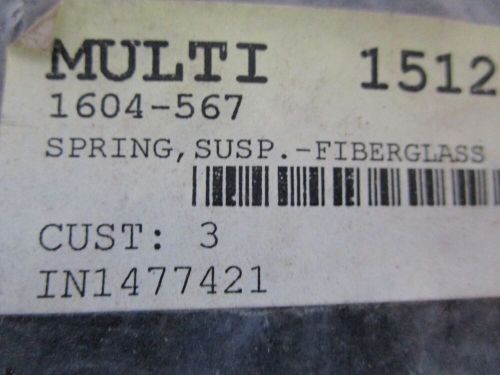 MULTI 1512
1604-567
SPRING,SUSP.-FIBERGLASS
CUST: 3
IN1477421